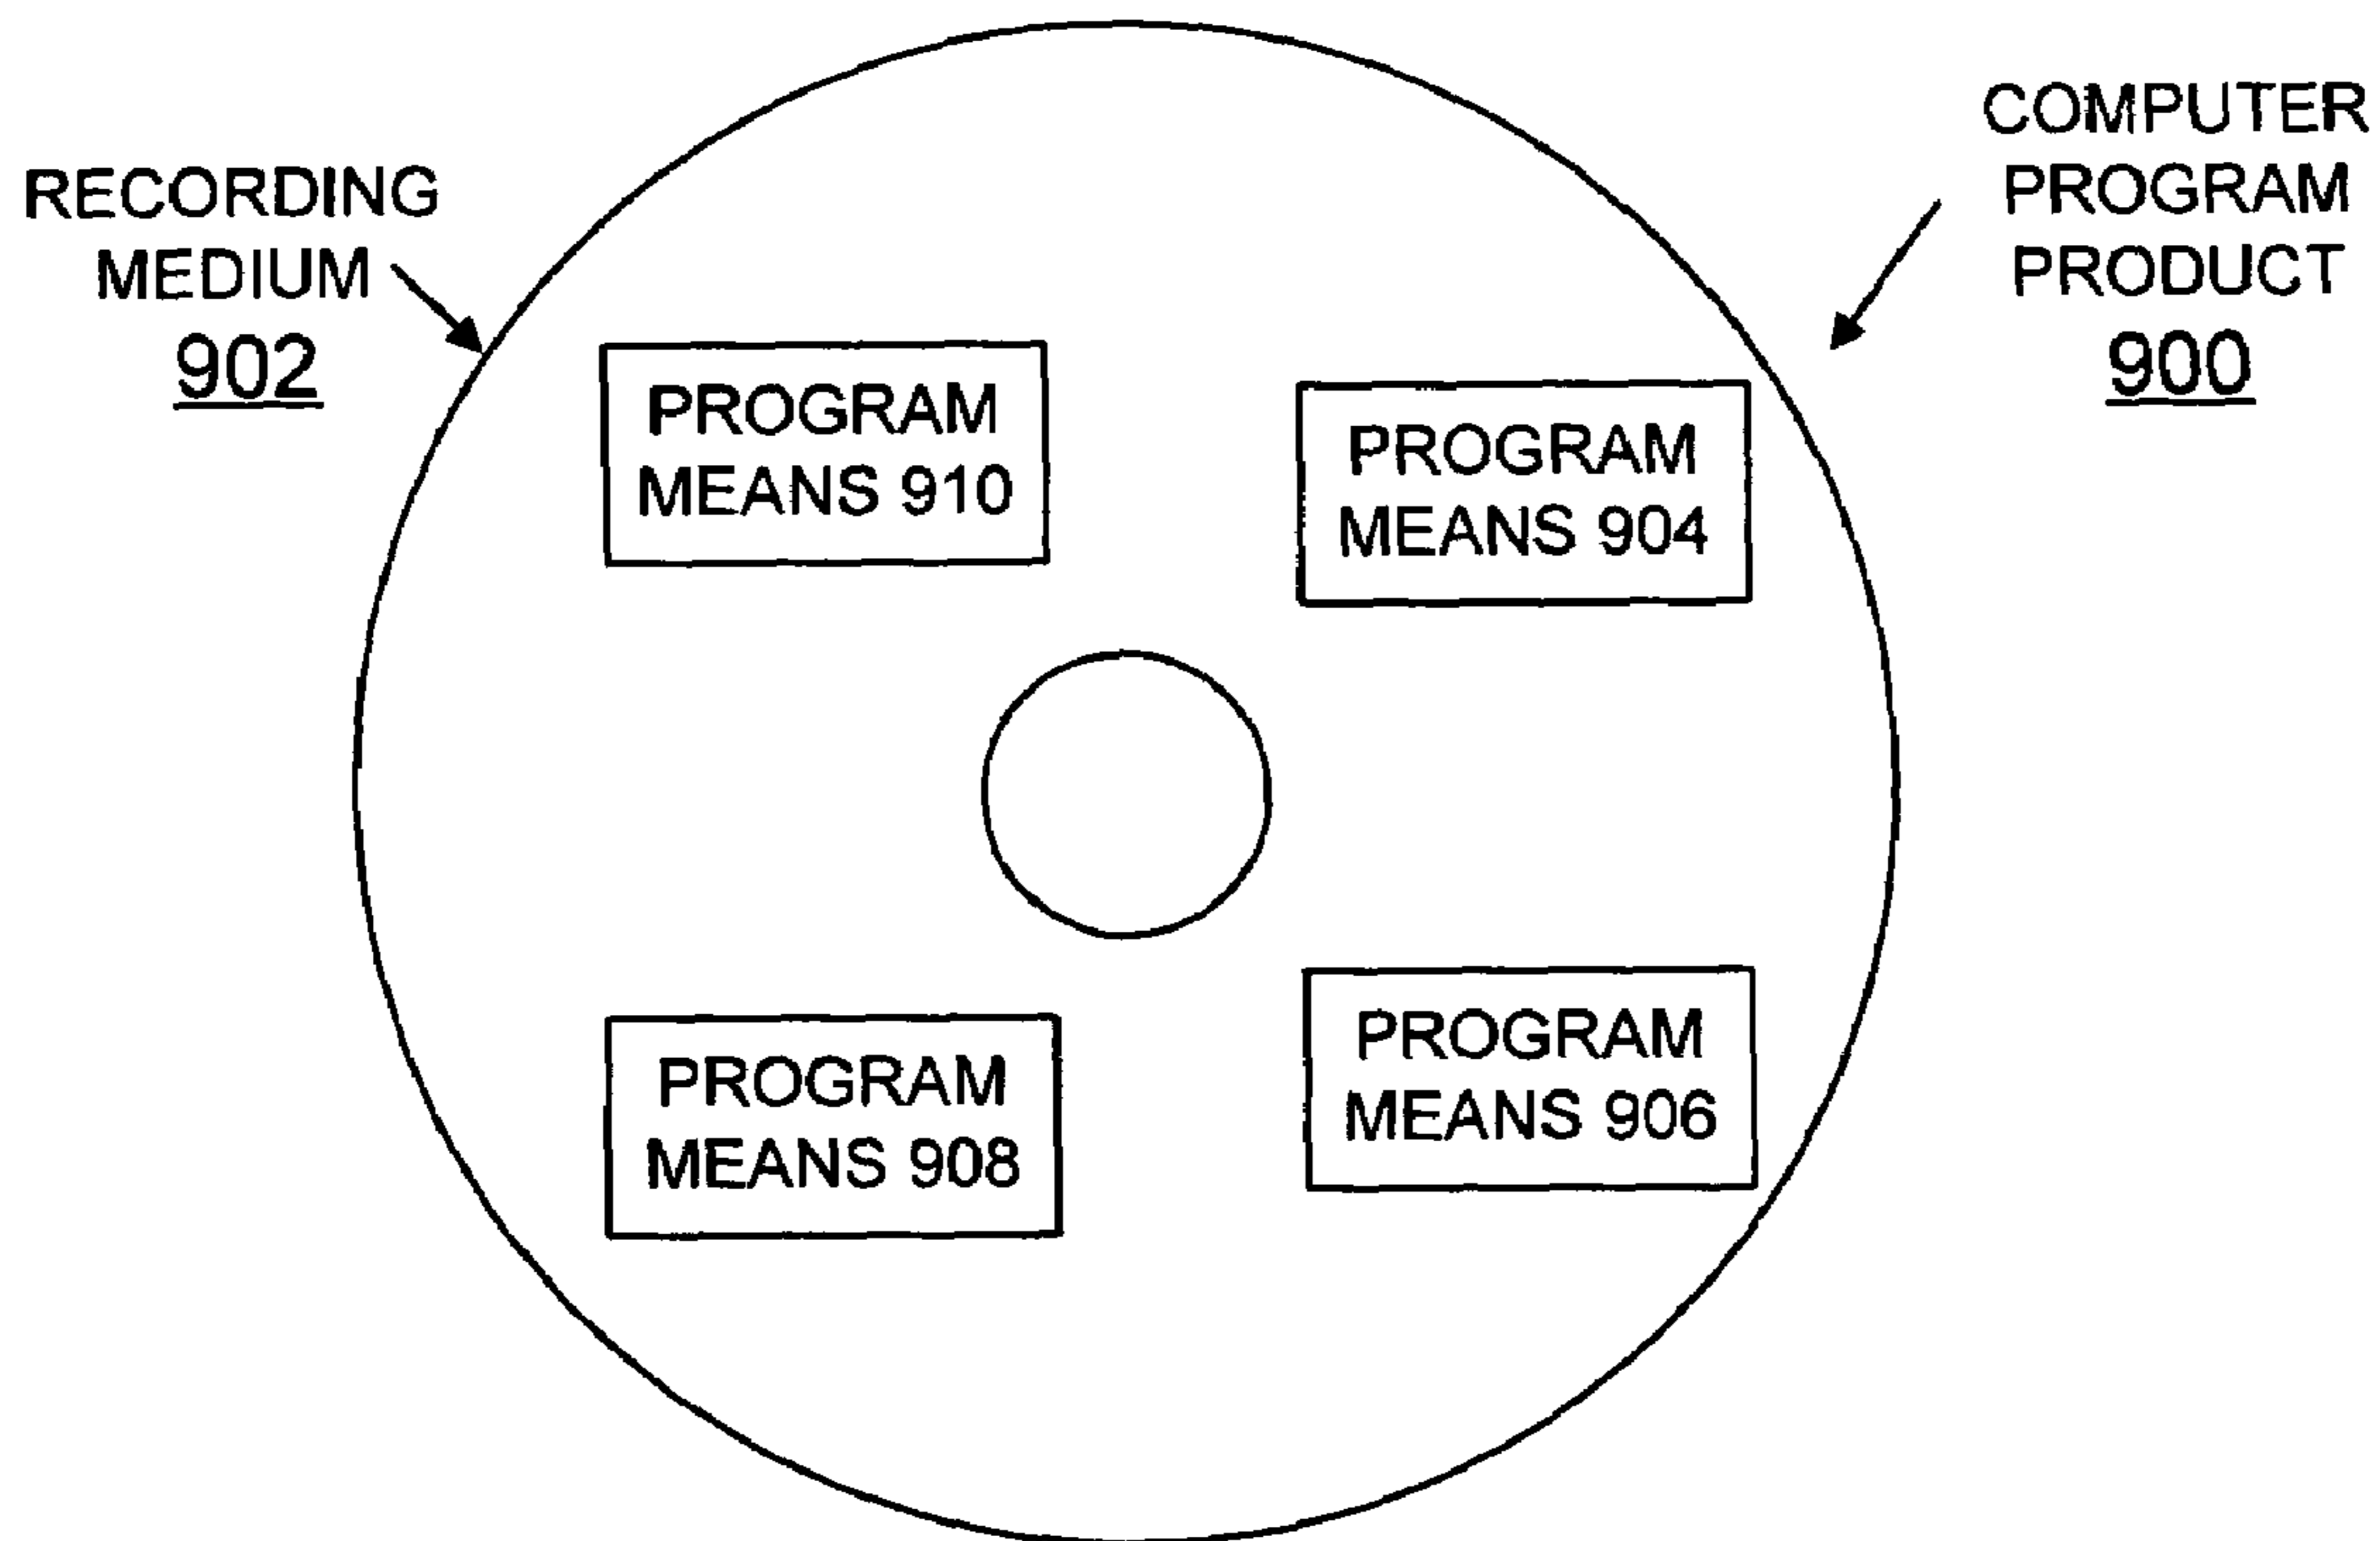 RECORDING
MEDIUM
902
COMPUTER
PROGRAM
PRODUCT
900
PROGRAM
MEANS 910
PROGRAM
MEANS 904
PROGRAM
MEANS 908
PROGRAM
MEANS 906